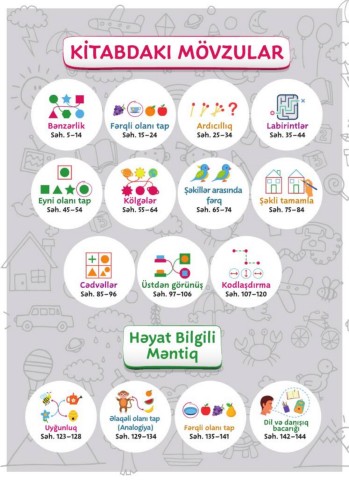 KİTABDAKI MÖVZULAR
Bənzərlik
Səh. 5–14
Fərqli olanı tap
Səh. 15–24
Ardıcıllıq
Səh. 25–34
Labirintlər
Səh. 35–44
Eyni olanı tap
Səh. 45–54
Kölgələr
Səh. 55–64
Şəkillər arasında
fərq
Səh. 65–74
Şəkli tamamla
Səh. 75–84
Cədvəllər
Səh. 85–96
Üstdən görünüş
Səh. 97–106
Kodlaşdırma
Səh. 107–120
Həyat Bilgili
Məntiq
Uyğunluq
Səh. 123–128
Əlaqəli olanı tap
(Analogiya)
Səh. 129–134
Fərqli olanı tap
Səh. 135–141
Dil və danışıq
bacarığı
Səh. 142–144